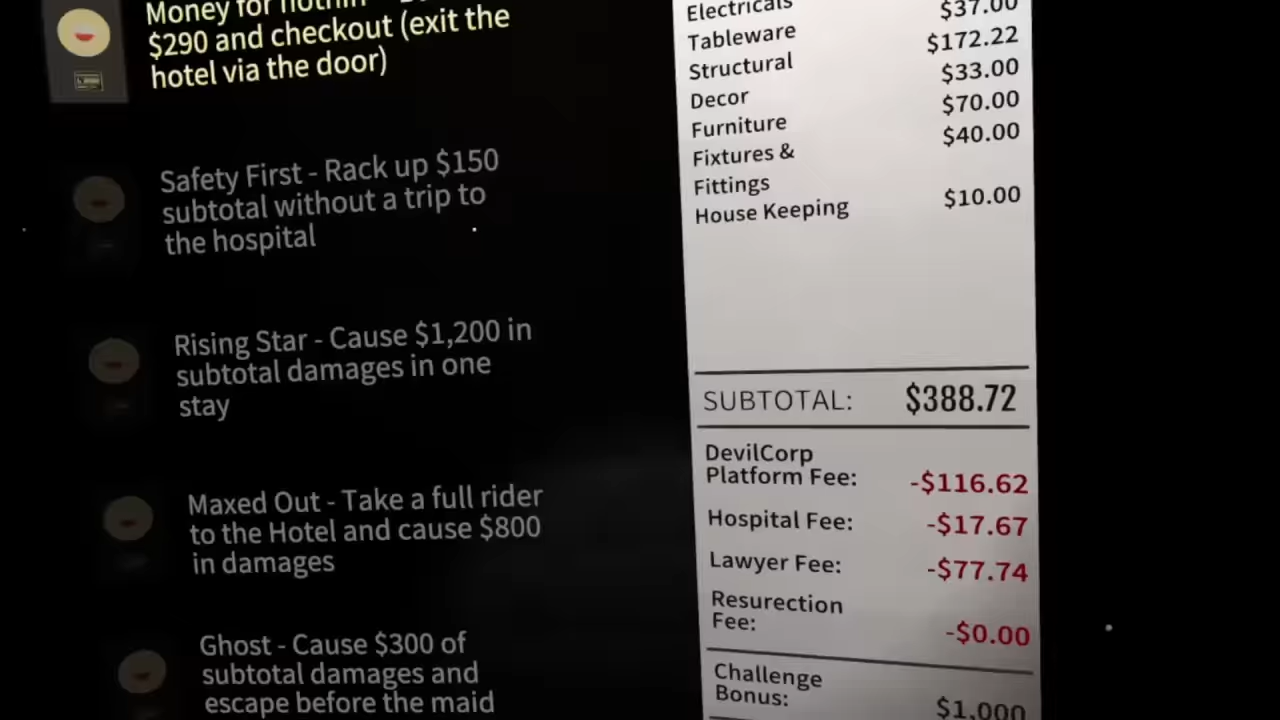 Money for nothin'
$290 and checkout (exit the
hotel via the door)
Safety First - Rack up $150
subtotal without a trip to
the hospital
Rising Star - Cause $1,200 in
subtotal damages in one
stay
Maxed Out - Take a full rider
to the Hotel and cause $800
in damages
Ghost - Cause $300 of
subtotal damages and
escape before the maid
Electricals $37.00
Tableware $172.22
Structural $33.00
Decor $70.00
Furniture $40.00
Fixtures &
Fittings $10.00
House Keeping
SUBTOTAL: $388.72
DevilCorp
Platform Fee: -$116.62
Hospital Fee: -$17.67
Lawyer Fee: -$77.74
Resurection
Fee: -$0.00
Challenge
Bonus: $1,000